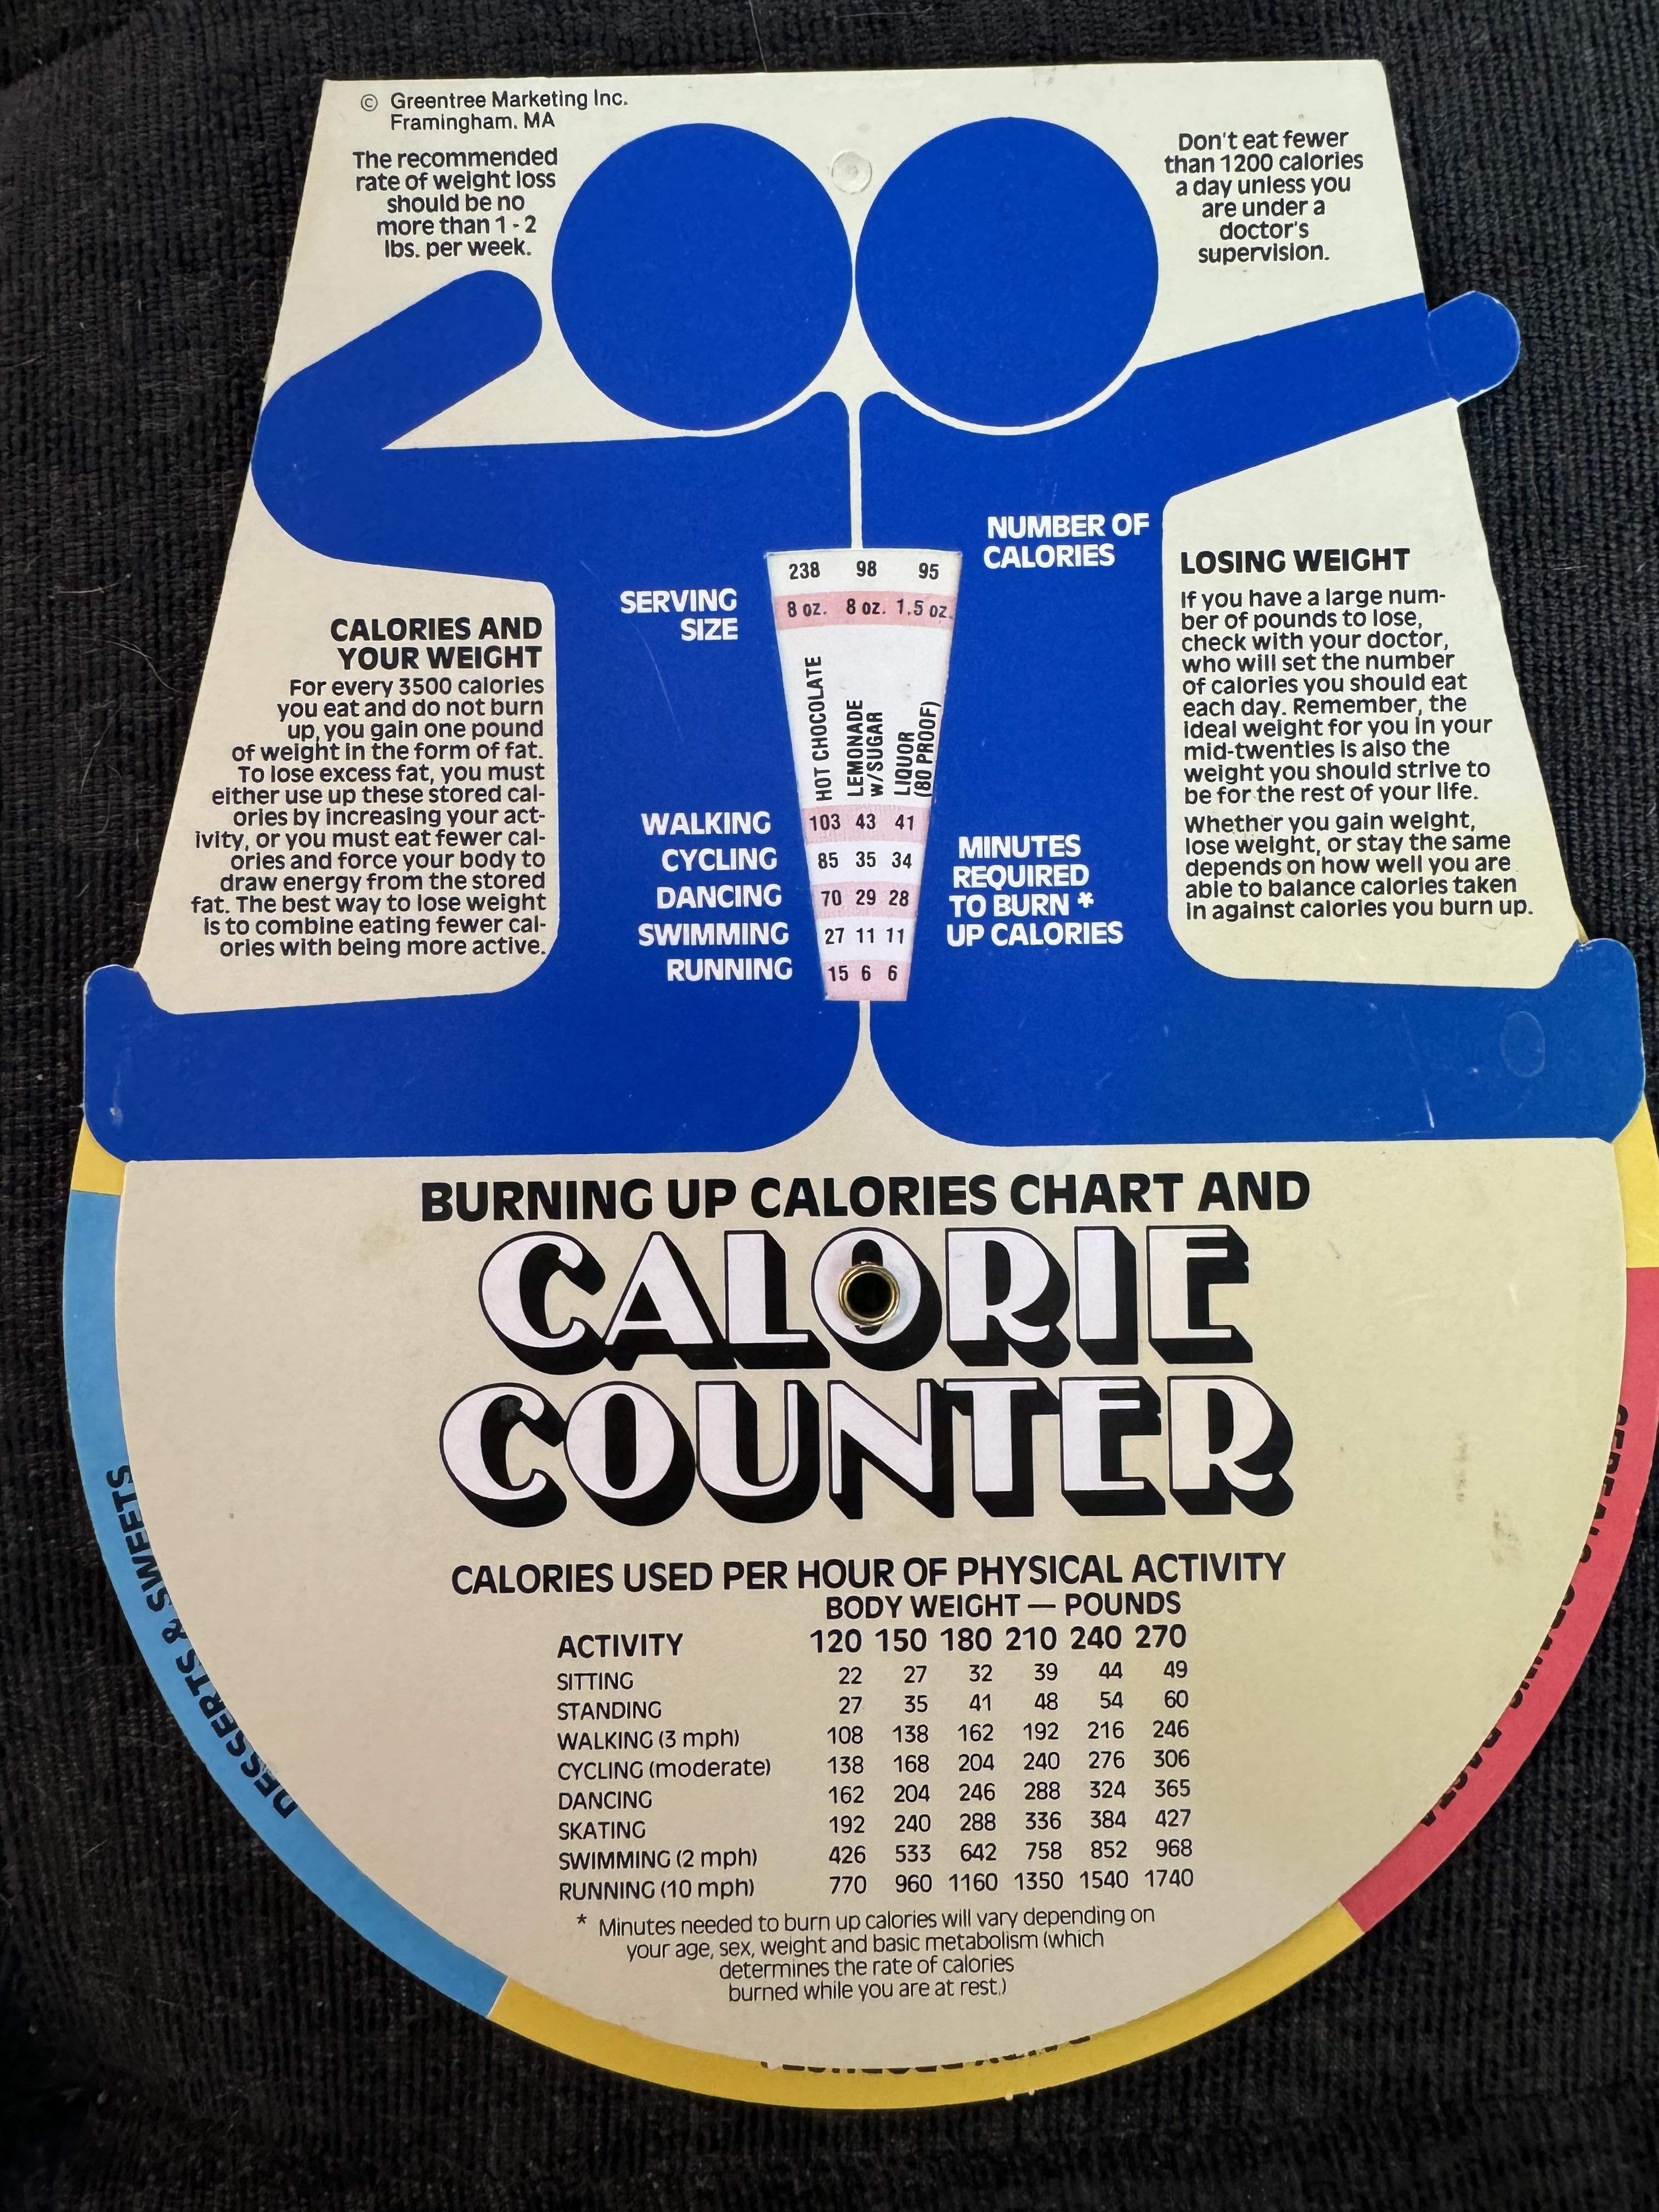 © Greentree Marketing Inc.
Framingham. MA
The recommended
rate of weight loss
should be no
more than 1 - 2
lbs. per week.
Don't eat fewer
than 1200 calories
a day unless you
are under a
doctor's
supervision.
NUMBER OF
CALORIES
238 98 95
SERVING
SIZE
8 oz. 8 oz. 1.5 oz.
HOT CHOCOLATE
LEMONADE
w/SUGAR
LIQUOR
(80 PROOF)
WALKING 103 43 41
CYCLING 85 35 34
DANCING 70 29 28
SWIMMING 27 11 11
RUNNING 15 6 6
MINUTES
REQUIRED
TO BURN *
UP CALORIES
CALORIES AND
YOUR WEIGHT
For every 3500 calories
you eat and do not burn
up, you gain one pound
of weight in the form of fat.
To lose excess fat, you must
either use up these stored cal-
ories by increasing your act-
ivity, or you must eat fewer cal-
ories and force your body to
draw energy from the stored
fat. The best way to lose weight
is to combine eating fewer cal-
ories with being more active.
LOSING WEIGHT
If you have a large num-
ber of pounds to lose,
check with your doctor,
who will set the number
of calories you should eat
each day. Remember, the
ideal weight for you in your
mid-twenties is also the
weight you should strive to
be for the rest of your life.
Whether you gain weight,
lose weight, or stay the same
depends on how well you are
able to balance calories taken
in against calories you burn up.
BURNING UP CALORIES CHART AND
CALORIE
COUNTER
CALORIES USED PER HOUR OF PHYSICAL ACTIVITY
BODY WEIGHT — POUNDS
ACTIVITY 120 150 180 210 240 270
SITTING 22 27 32 39 44 49
STANDING 27 35 41 48 54 60
WALKING (3 mph) 108 138 162 192 216 246
CYCLING (moderate) 138 168 204 240 276 306
DANCING 162 204 246 288 324 365
SKATING 192 240 288 336 384 427
SWIMMING (2 mph) 426 533 642 758 852 968
RUNNING (10 mph) 770 960 1160 1350 1540 1740
* Minutes needed to burn up calories will vary depending on
your age, sex, weight and basic metabolism (which
determines the rate of calories
burned while you are at rest.)
DESSERTS & SWEETS